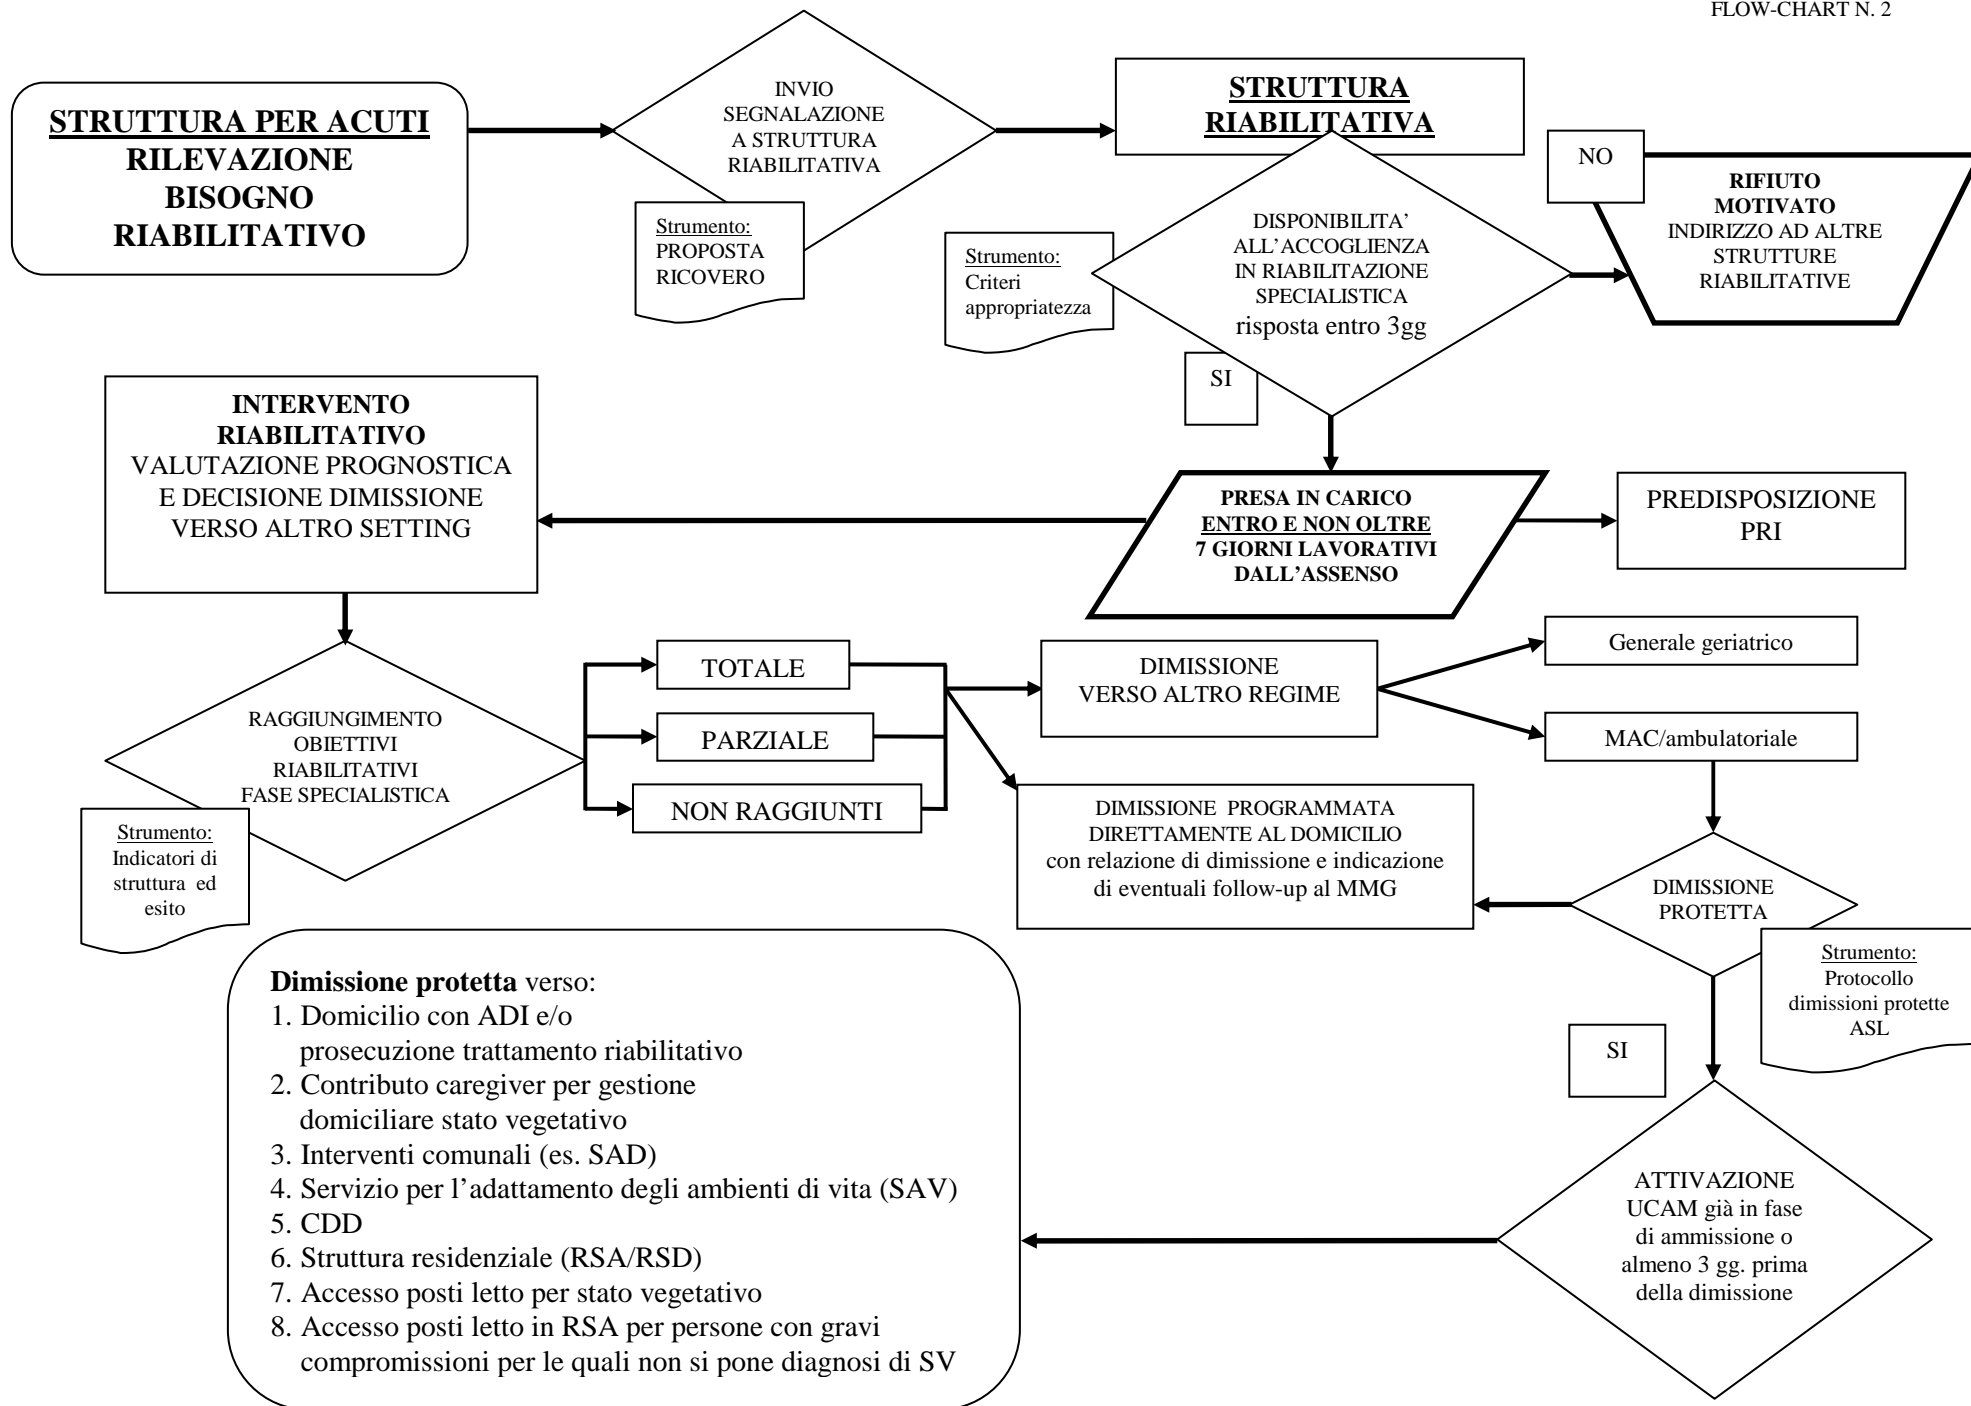 FLOW-CHART N. 2
STRUTTURA PER ACUTI
RILEVAZIONE
BISOGNO
RIABILITATIVO
INVIO
SEGNALAZIONE
A STRUTTURA
RIABILITATIVA
Strumento:
PROPOSTA
RICOVERO
STRUTTURA
RIABILITATIVA
Strumento:
Criteri
appropriatezza
DISPONIBILITA’
ALL’ACCOGLIENZA
IN RIABILITAZIONE
SPECIALISTICA
risposta entro 3gg
NO
RIFIUTO
MOTIVATO
INDIRIZZO AD ALTRE
STRUTTURE
RIABILITATIVE
SI
INTERVENTO
RIABILITATIVO
VALUTAZIONE PROGNOSTICA
E DECISIONE DIMISSIONE
VERSO ALTRO SETTING
PRESA IN CARICO
ENTRO E NON OLTRE
7 GIORNI LAVORATIVI
DALL’ASSENSO
PREDISPOSIZIONE
PRI
RAGGIUNGIMENTO
OBIETTIVI
RIABILITATIVI
FASE SPECIALISTICA
Strumento:
Indicatori di
struttura ed
esito
TOTALE
PARZIALE
NON RAGGIUNTI
DIMISSIONE
VERSO ALTRO REGIME
Generale geriatrico
MAC/ambulatoriale
DIMISSIONE PROGRAMMATA
DIRETTAMENTE AL DOMICILIO
con relazione di dimissione e indicazione
di eventuali follow-up al MMG
DIMISSIONE
PROTETTA
Strumento:
Protocollo
dimissioni protette
ASL
SI
ATTIVAZIONE
UCAM già in fase
di ammissione o
almeno 3 gg. prima
della dimissione
Dimissione protetta verso:
1. Domicilio con ADI e/o
prosecuzione trattamento riabilitativo
2. Contributo caregiver per gestione
domiciliare stato vegetativo
3. Interventi comunali (es. SAD)
4. Servizio per l’adattamento degli ambienti di vita (SAV)
5. CDD
6. Struttura residenziale (RSA/RSD)
7. Accesso posti letto per stato vegetativo
8. Accesso posti letto in RSA per persone con gravi
compromissioni per le quali non si pone diagnosi di SV